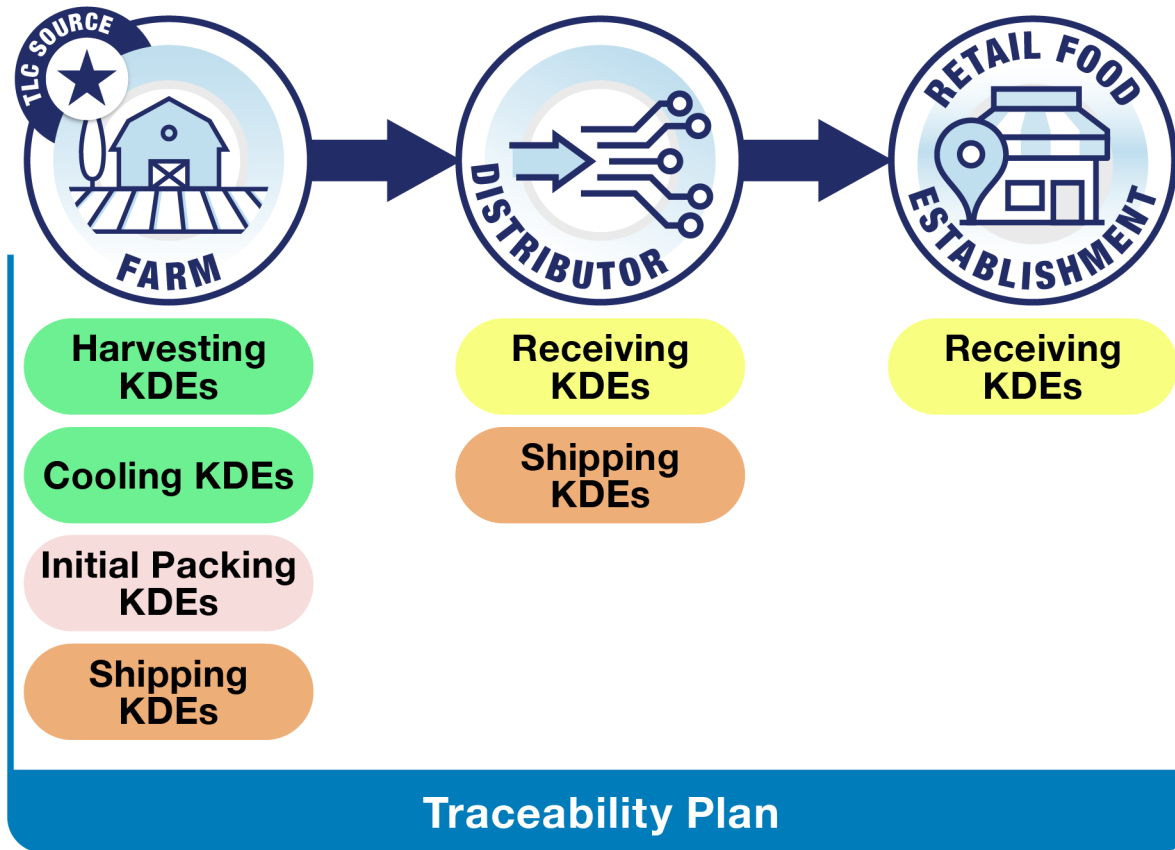 TLC SOURCE
FARM
DISTRIBUTOR
RETAIL FOOD
ESTABLISHMENT
Harvesting
KDEs
Cooling KDEs
Initial Packing
KDEs
Shipping
KDEs
Receiving
KDEs
Shipping
KDEs
Receiving
KDEs
Traceability Plan